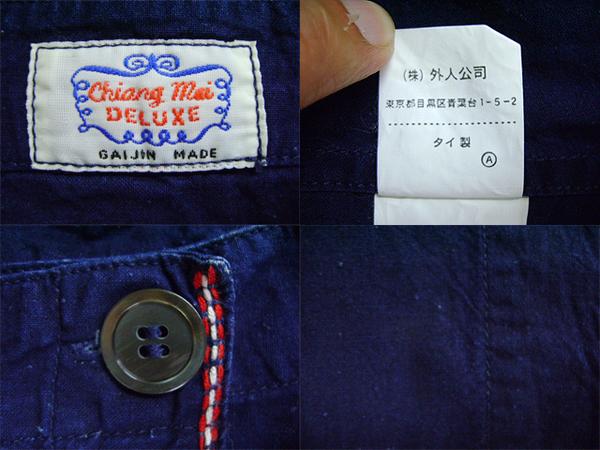 Chiang Mai
DELUXE
GAIJIN MADE
(株) 外人公司
東京都目黒区青葉台1-5-2
タイ製
A